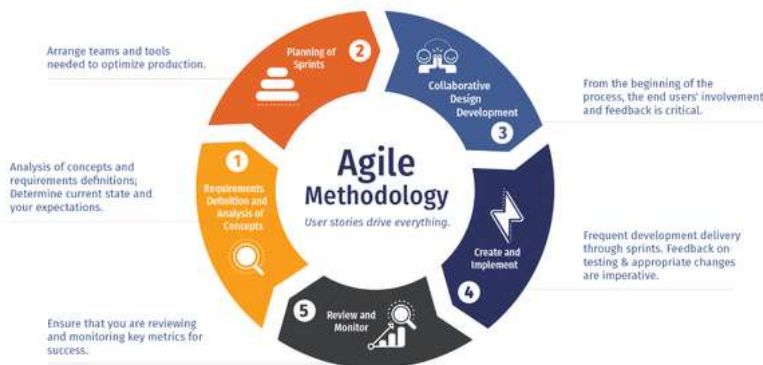 Arrange teams and tools
needed to optimize production.
2
Planning of
Sprints
Collaborative
Design
Development
3
From the beginning of the
process, the end users' involvement
and feedback is critical.
Analysis of concepts and
requirements definitions;
Determine current state and
your expectations.
1
Requirements
Definition and
Analysis of
Concepts
Agile
Methodology
User stories drive everything.
Create and
Implement
4
Frequent development delivery
through sprints. Feedback on
testing & appropriate changes
are imperative.
5
Review and
Monitor
Ensure that you are reviewing
and monitoring key metrics for
success.